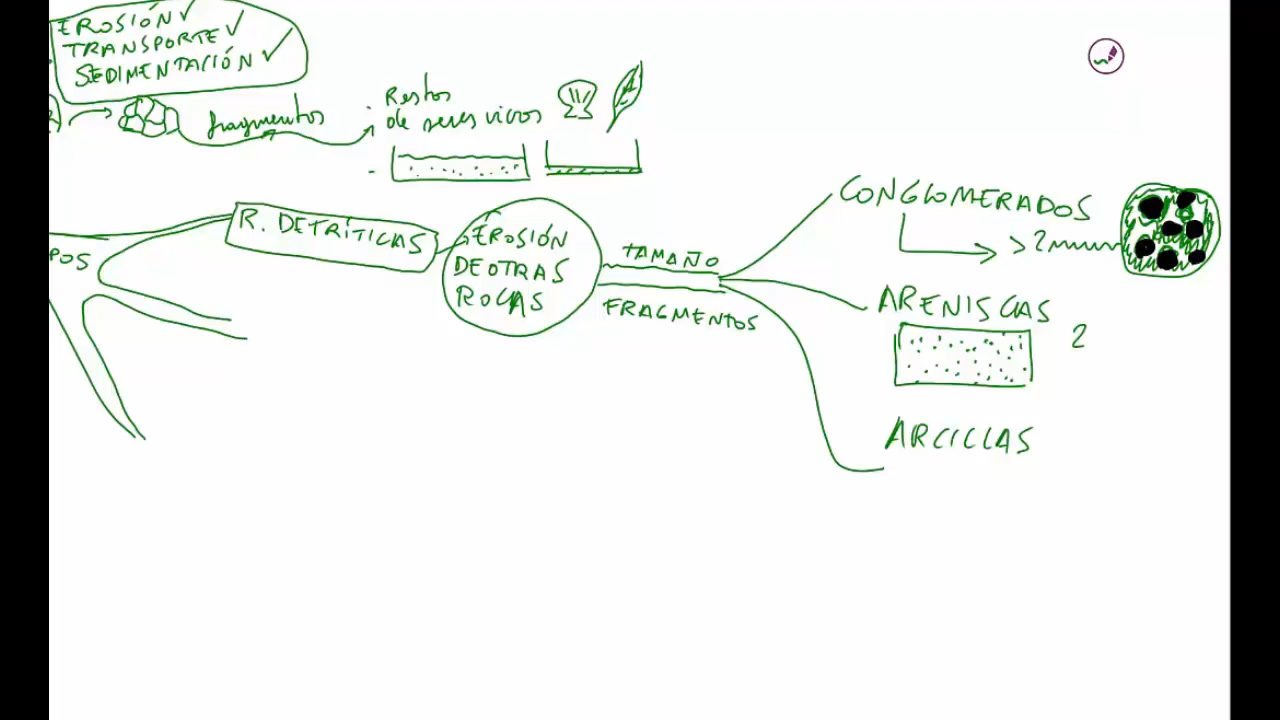 EROSIÓN ✓
TRANSPORTE ✓
SEDIMENTACIÓN ✓
fragmentos
Restos
de seres vivos
R. DETRÍTICAS
EROSIÓN
DE OTRAS
ROCAS
TAMAÑO
FRAGMENTOS
CONGLOMERADOS
> 2mm
ARENISCAS
2
ARCILLAS
POS